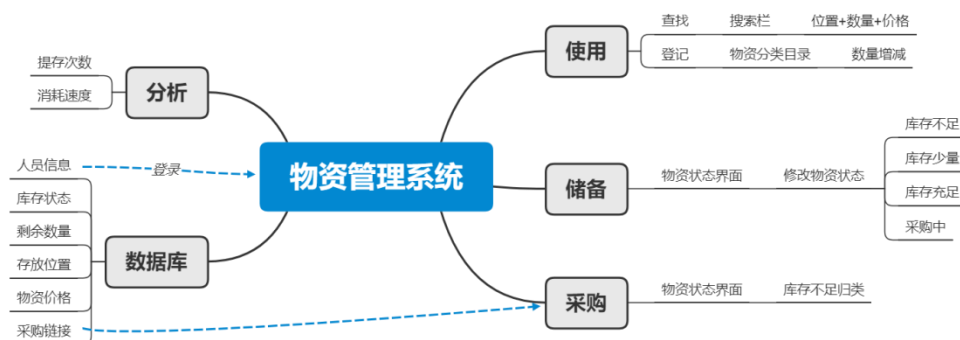 物资管理系统
使用
查找 搜索栏 位置+数量+价格
登记 物资分类目录 数量增减
储备
物资状态界面 修改物资状态
库存不足
库存少量
库存充足
采购中
采购
物资状态界面 库存不足归类
分析
提存次数
消耗速度
数据库
人员信息
登录
库存状态
剩余数量
存放位置
物资价格
采购链接